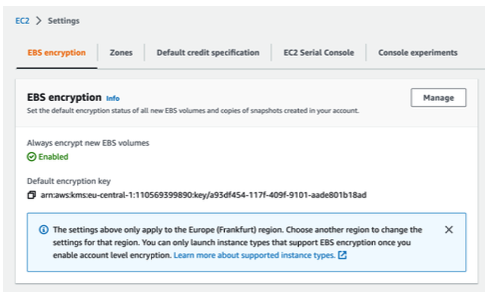 EC2 > Settings
EBS encryption Zones Default credit specification EC2 Serial Console Console experiments
EBS encryption Info
Manage
Set the default encryption status of all new EBS volumes and copies of snapshots created in your account.
Always encrypt new EBS volumes
Enabled
Default encryption key
arn:aws:kms:eu-central-1:110569399890:key/a93df454-117f-409f-9101-aade801b18ad
The settings above only apply to the Europe (Frankfurt) region. Choose another region to change the
settings for that region. You can only launch instance types that support EBS encryption once you
enable account level encryption. Learn more about supported instance types.